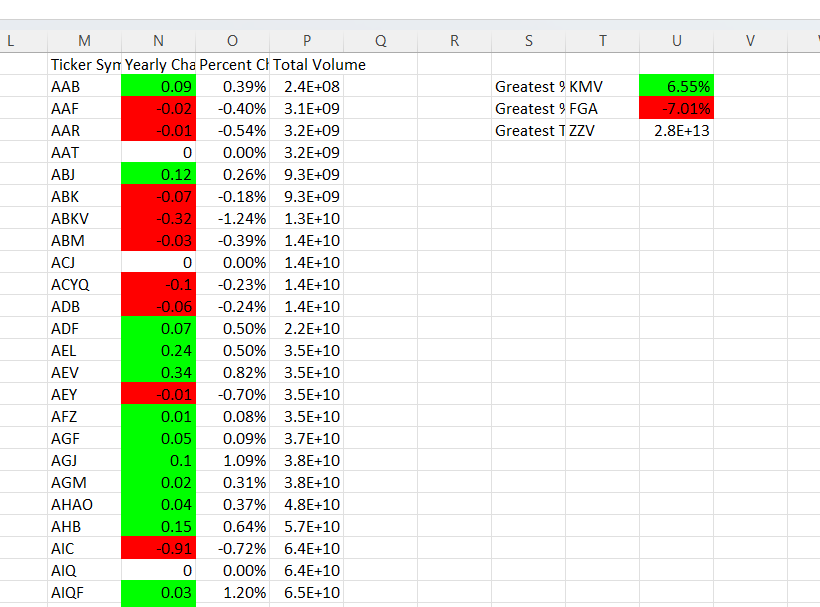 L M N O P Q R S T U V
Ticker Sym Yearly Cha Percent Ch Total Volume
AAB 0.09 0.39% 2.4E+08 Greatest % KMV 6.55%
AAF -0.02 -0.40% 3.1E+09 Greatest % FGA -7.01%
AAR -0.01 -0.54% 3.2E+09 Greatest T ZZV 2.8E+13
AAT 0 0.00% 3.2E+09
ABJ 0.12 0.26% 9.3E+09
ABK -0.07 -0.18% 9.3E+09
ABKV -0.32 -1.24% 1.3E+10
ABM -0.03 -0.39% 1.4E+10
ACJ 0 0.00% 1.4E+10
ACYQ -0.1 -0.23% 1.4E+10
ADB -0.06 -0.24% 1.4E+10
ADF 0.07 0.50% 2.2E+10
AEL 0.24 0.50% 3.5E+10
AEV 0.34 0.82% 3.5E+10
AEY -0.01 -0.70% 3.5E+10
AFZ 0.01 0.08% 3.5E+10
AGF 0.05 0.09% 3.7E+10
AGJ 0.1 1.09% 3.8E+10
AGM 0.02 0.31% 3.8E+10
AHAO 0.04 0.37% 4.8E+10
AHB 0.15 0.64% 5.7E+10
AIC -0.91 -0.72% 6.4E+10
AIQ 0 0.00% 6.4E+10
AIQF 0.03 1.20% 6.5E+10